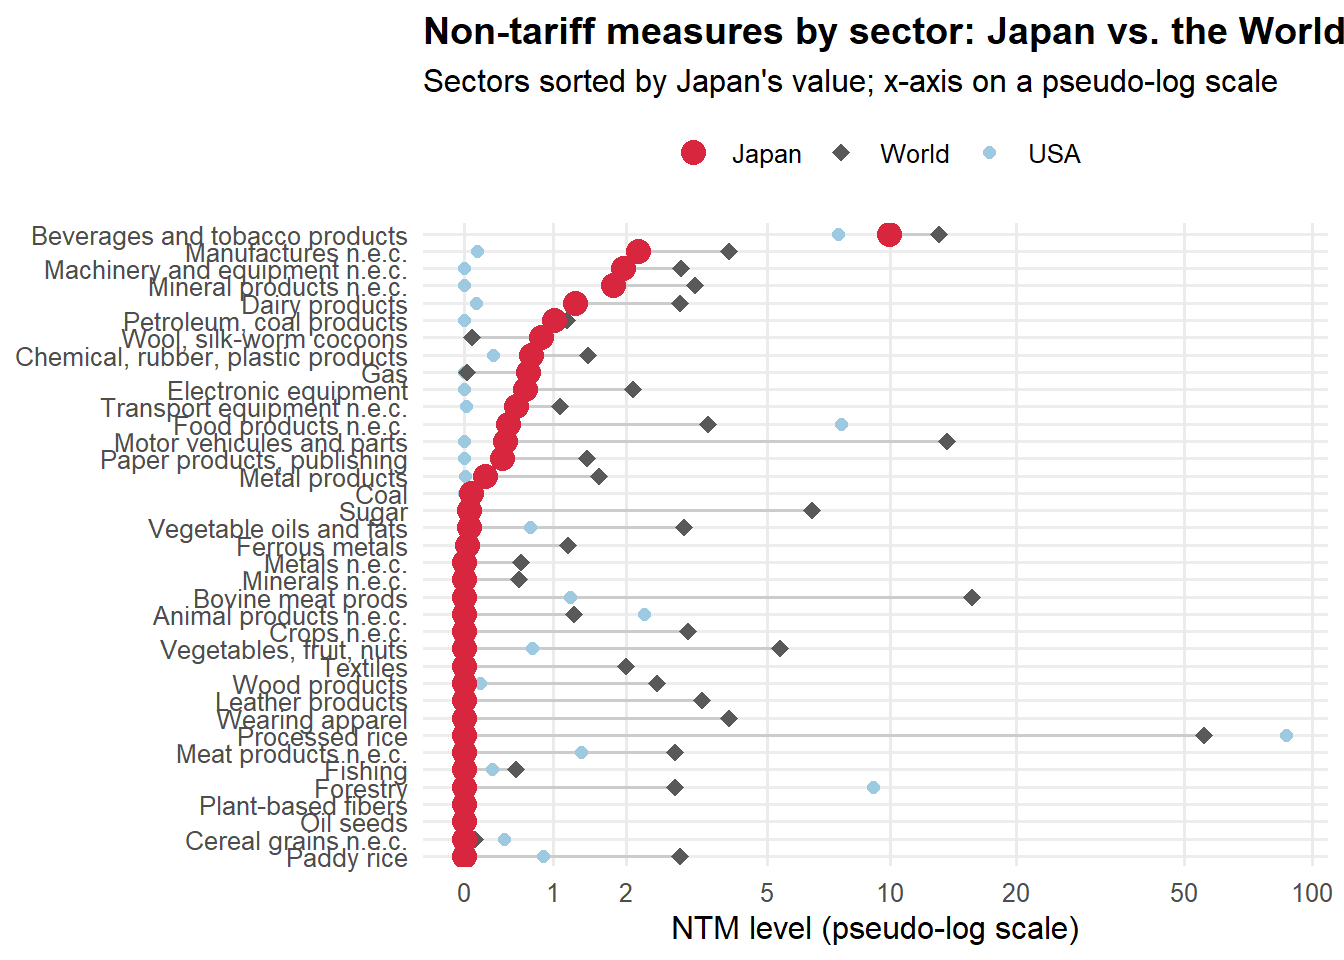 Non-tariff measures by sector: Japan vs. the World
Sectors sorted by Japan's value; x-axis on a pseudo-log scale
Japan World USA
Beverages and tobacco products
Manufactures n.e.c.
Machinery and equipment n.e.c.
Mineral products n.e.c.
Dairy products
Petroleum, coal products
Wool, silk-worm cocoons
Chemical, rubber, plastic products
Gas
Electronic equipment
Transport equipment n.e.c.
Food products n.e.c.
Motor vehicules and parts
Paper products, publishing
Metal products
Coal
Sugar
Vegetable oils and fats
Ferrous metals
Metals n.e.c.
Minerals n.e.c.
Bovine meat prods
Animal products n.e.c.
Crops n.e.c.
Vegetables, fruit, nuts
Textiles
Wood products
Leather products
Wearing apparel
Processed rice
Meat products n.e.c.
Fishing
Forestry
Plant-based fibers
Oil seeds
Cereal grains n.e.c.
Paddy rice
0 1 2 5 10 20 50 100
NTM level (pseudo-log scale)